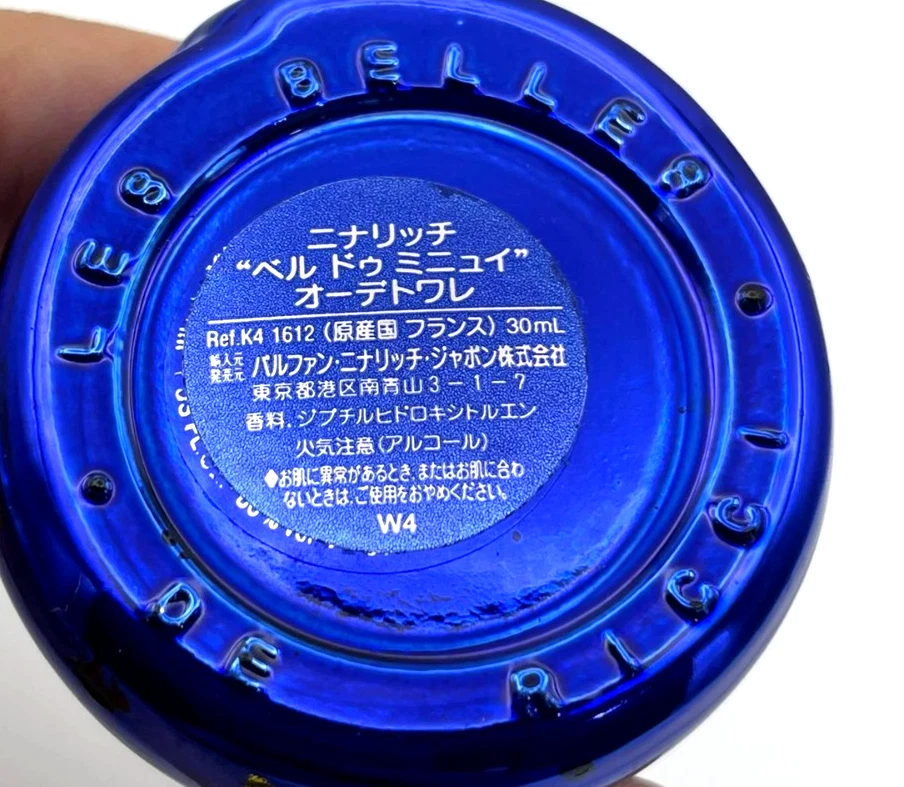 LES BELLES
DE RICCI
ニナリッチ
“ベル ドゥ ミニュイ”
オーデトワレ
Ref.K4 1612 (原産国 フランス) 30mL
輸入元
発売元
パルファン・ニナリッチ・ジャポン株式会社
東京都港区南青山3－1－7
香料.ジブチルヒドロキシトルエン
火気注意(アルコール)
◆お肌に異常があるとき.またはお肌に合わ
ないときは.ご使用をおやめください。
W4